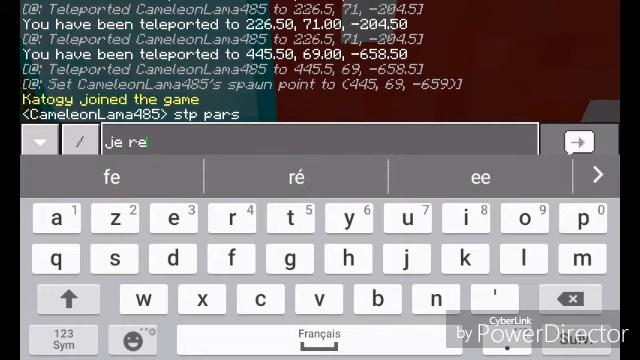 [@: Teleported CameleonLama485 to 226.5, 71, -204.5]
You have been teleported to 226.50, 71.00, -204.50
[@: Teleported CameleonLama485 to 226.5, 71, -204.5]
You have been teleported to 445.50, 69.00, -658.50
[@: Teleported CameleonLama485 to 445.5, 69, -658.5]
[@: Set CameleonLama485's spawn point to (445, 69, -659)]
Katogy joined the game
<CameleonLama485> stp pars
/ je re
fe ré ee
a 1 z 2 e 3 r 4 t 5 y 6 u 7 i 8 o 9 p 0
q s d f g h j k l m
w x c v b n '
123 Sym Français . Suiv.
CyberLink
by PowerDirector